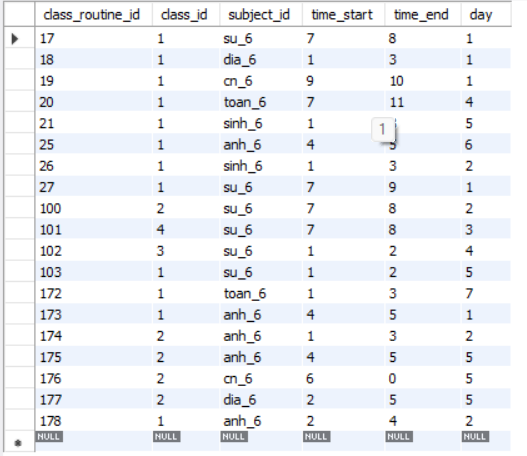 class_routine_id class_id subject_id time_start time_end day
17 1 su_6 7 8 1
18 1 dia_6 1 3 1
19 1 cn_6 9 10 1
20 1 toan_6 7 11 4
21 1 sinh_6 1 1 5
25 1 anh_6 4 5 6
26 1 sinh_6 1 3 2
27 1 su_6 7 9 1
100 2 su_6 7 8 2
101 4 su_6 7 8 3
102 3 su_6 1 2 4
103 1 su_6 1 2 5
172 1 toan_6 1 3 7
173 1 anh_6 4 5 1
174 2 anh_6 1 3 2
175 2 anh_6 4 5 5
176 2 cn_6 6 0 5
177 2 dia_6 2 5 5
178 1 anh_6 2 4 2
NULL NULL NULL NULL NULL NULL